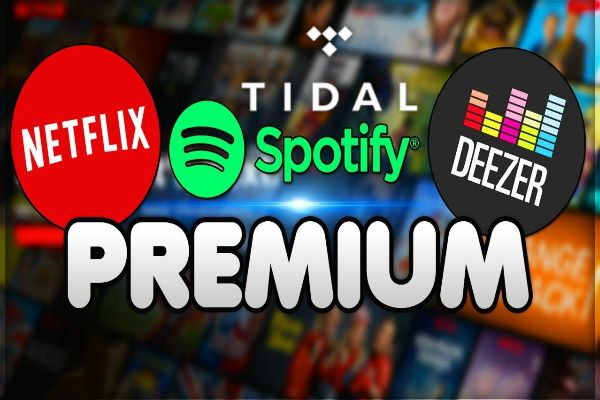 TIDAL
NETFLIX
Spotify®
DEEZER
PREMIUM